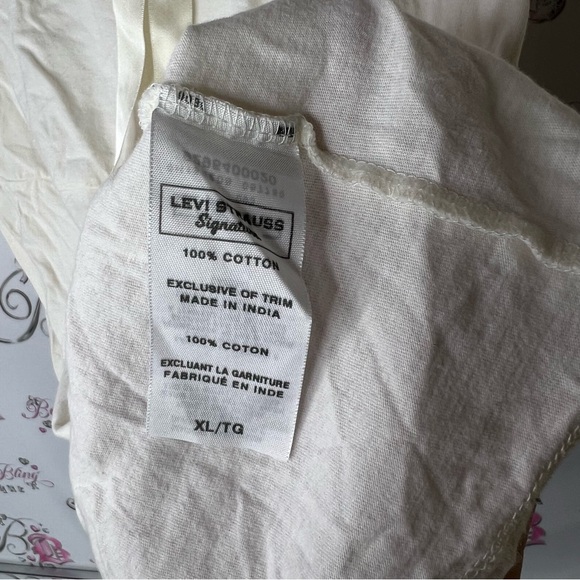 LEVI STRAUSS
Signature
100% COTTON
EXCLUSIVE OF TRIM
MADE IN INDIA
100% COTON
EXCLUANT LA GARNITURE
FABRIQUÉ EN INDE
XL/TG
Bling